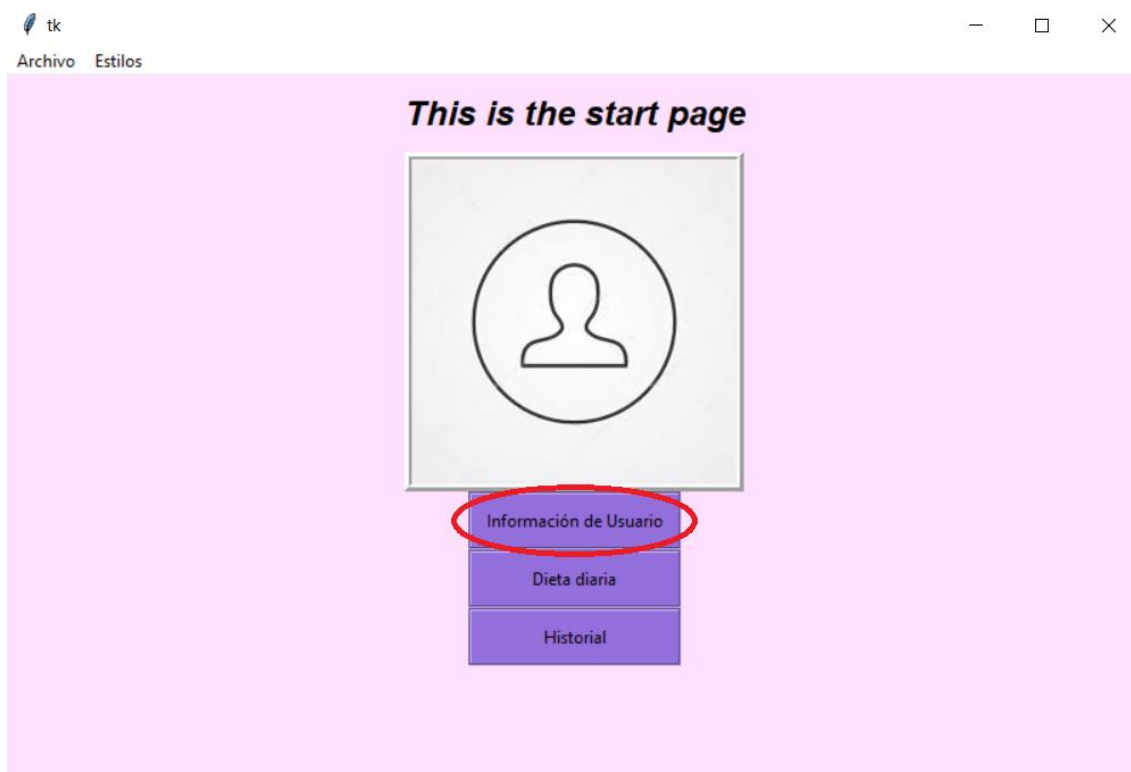 tk
Archivo Estilos
This is the start page
Información de Usuario
Dieta diaria
Historial